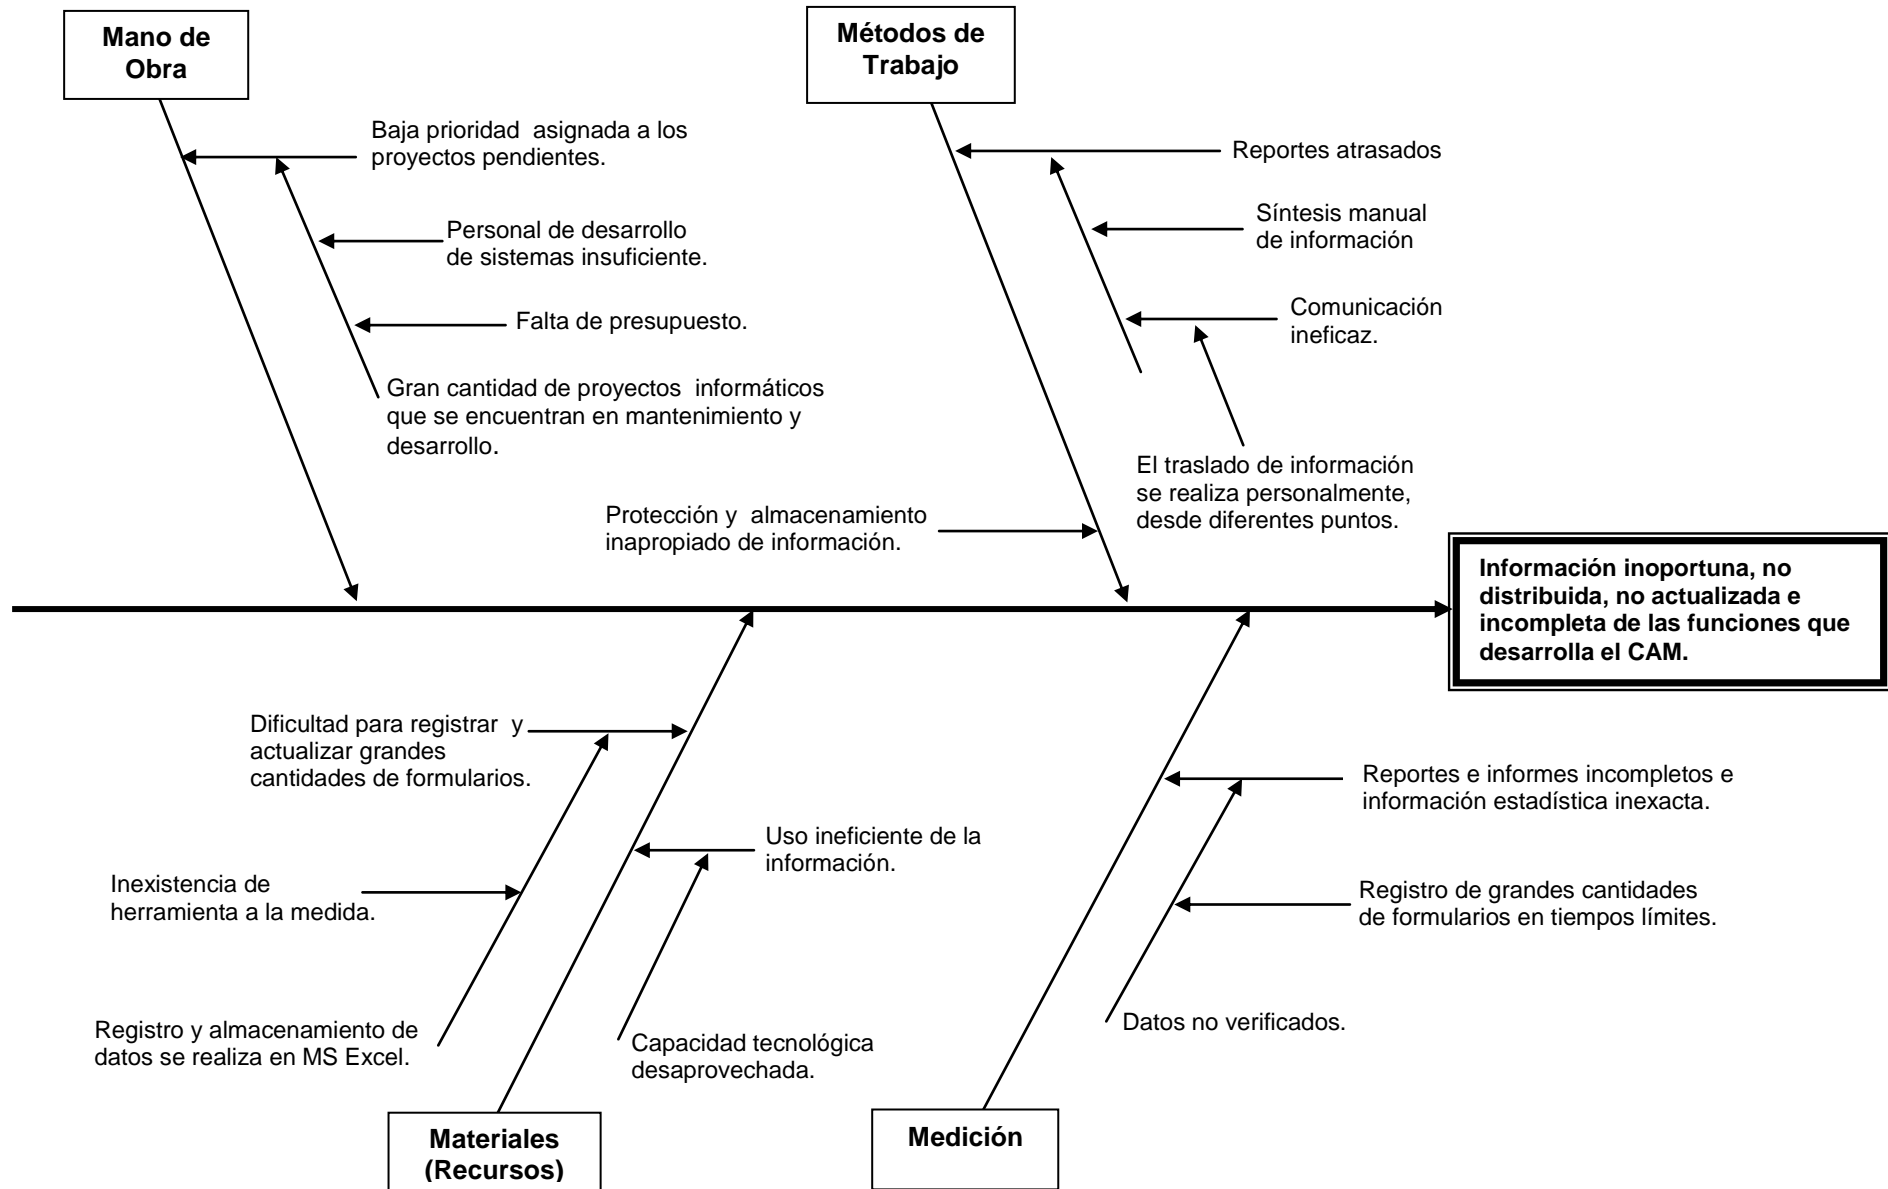 Mano de
Obra
Métodos de
Trabajo
Baja prioridad asignada a los
proyectos pendientes.
Personal de desarrollo
de sistemas insuficiente.
Falta de presupuesto.
Gran cantidad de proyectos informáticos
que se encuentran en mantenimiento y
desarrollo.
Reportes atrasados
Síntesis manual
de información
Comunicación
ineficaz.
El traslado de información
se realiza personalmente,
desde diferentes puntos.
Protección y almacenamiento
inapropiado de información.
Información inoportuna, no
distribuida, no actualizada e
incompleta de las funciones que
desarrolla el CAM.
Dificultad para registrar y
actualizar grandes
cantidades de formularios.
Inexistencia de
herramienta a la medida.
Registro y almacenamiento de
datos se realiza en MS Excel.
Uso ineficiente de la
información.
Capacidad tecnológica
desaprovechada.
Reportes e informes incompletos e
información estadística inexacta.
Registro de grandes cantidades
de formularios en tiempos límites.
Datos no verificados.
Materiales
(Recursos)
Medición